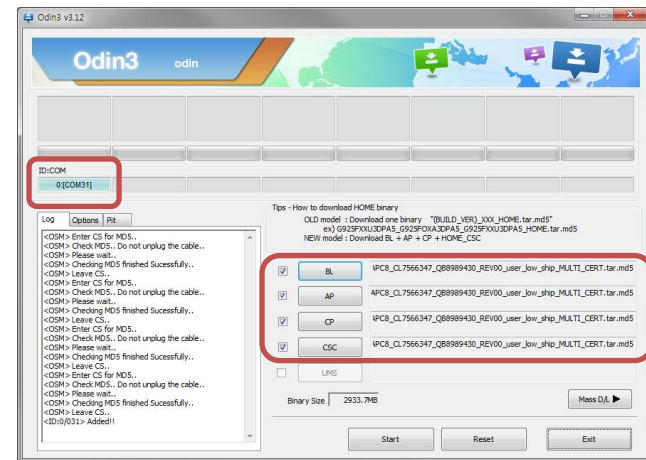 Odin3 v3.12
Odin3 odin
ID:COM
0:[COM31]
Log Options Pit
<OSM> Enter CS for MD5..
<OSM> Check MD5.. Do not unplug the cable..
<OSM> Please wait..
<OSM> Checking MD5 finished Sucessfully..
<OSM> Leave CS..
<OSM> Enter CS for MD5..
<OSM> Check MD5.. Do not unplug the cable..
<OSM> Please wait..
<OSM> Checking MD5 finished Sucessfully..
<OSM> Leave CS..
<OSM> Enter CS for MD5..
<OSM> Check MD5.. Do not unplug the cable..
<OSM> Please wait..
<OSM> Checking MD5 finished Sucessfully..
<OSM> Leave CS..
<OSM> Enter CS for MD5..
<OSM> Check MD5.. Do not unplug the cable..
<OSM> Please wait..
<OSM> Checking MD5 finished Sucessfully..
<OSM> Leave CS..
<ID:0/031> Added!!
Tips - How to download HOME binary
OLD model : Download one binary "(BUILD_VER)_XXX_HOME.tar.md5"
ex) G925FXXU3DPA5_G925FOXA3DPA5_G925FXXU3DPA5_HOME.tar.md5
NEW model : Download BL + AP + CP + HOME_CSC
BL \PC8_CL7566347_QB8989430_REV00_user_low_ship_MULTI_CERT.tar.md5
AP \PC8_CL7566347_QB8989430_REV00_user_low_ship_MULTI_CERT.tar.md5
CP \PC8_CL7566347_QB8989430_REV00_user_low_ship_MULTI_CERT.tar.md5
CSC \PC8_CL7566347_QB8989430_REV00_user_low_ship_MULTI_CERT.tar.md5
UMS
Binary Size 2933.7MB
Mass D/L
Start Reset Exit